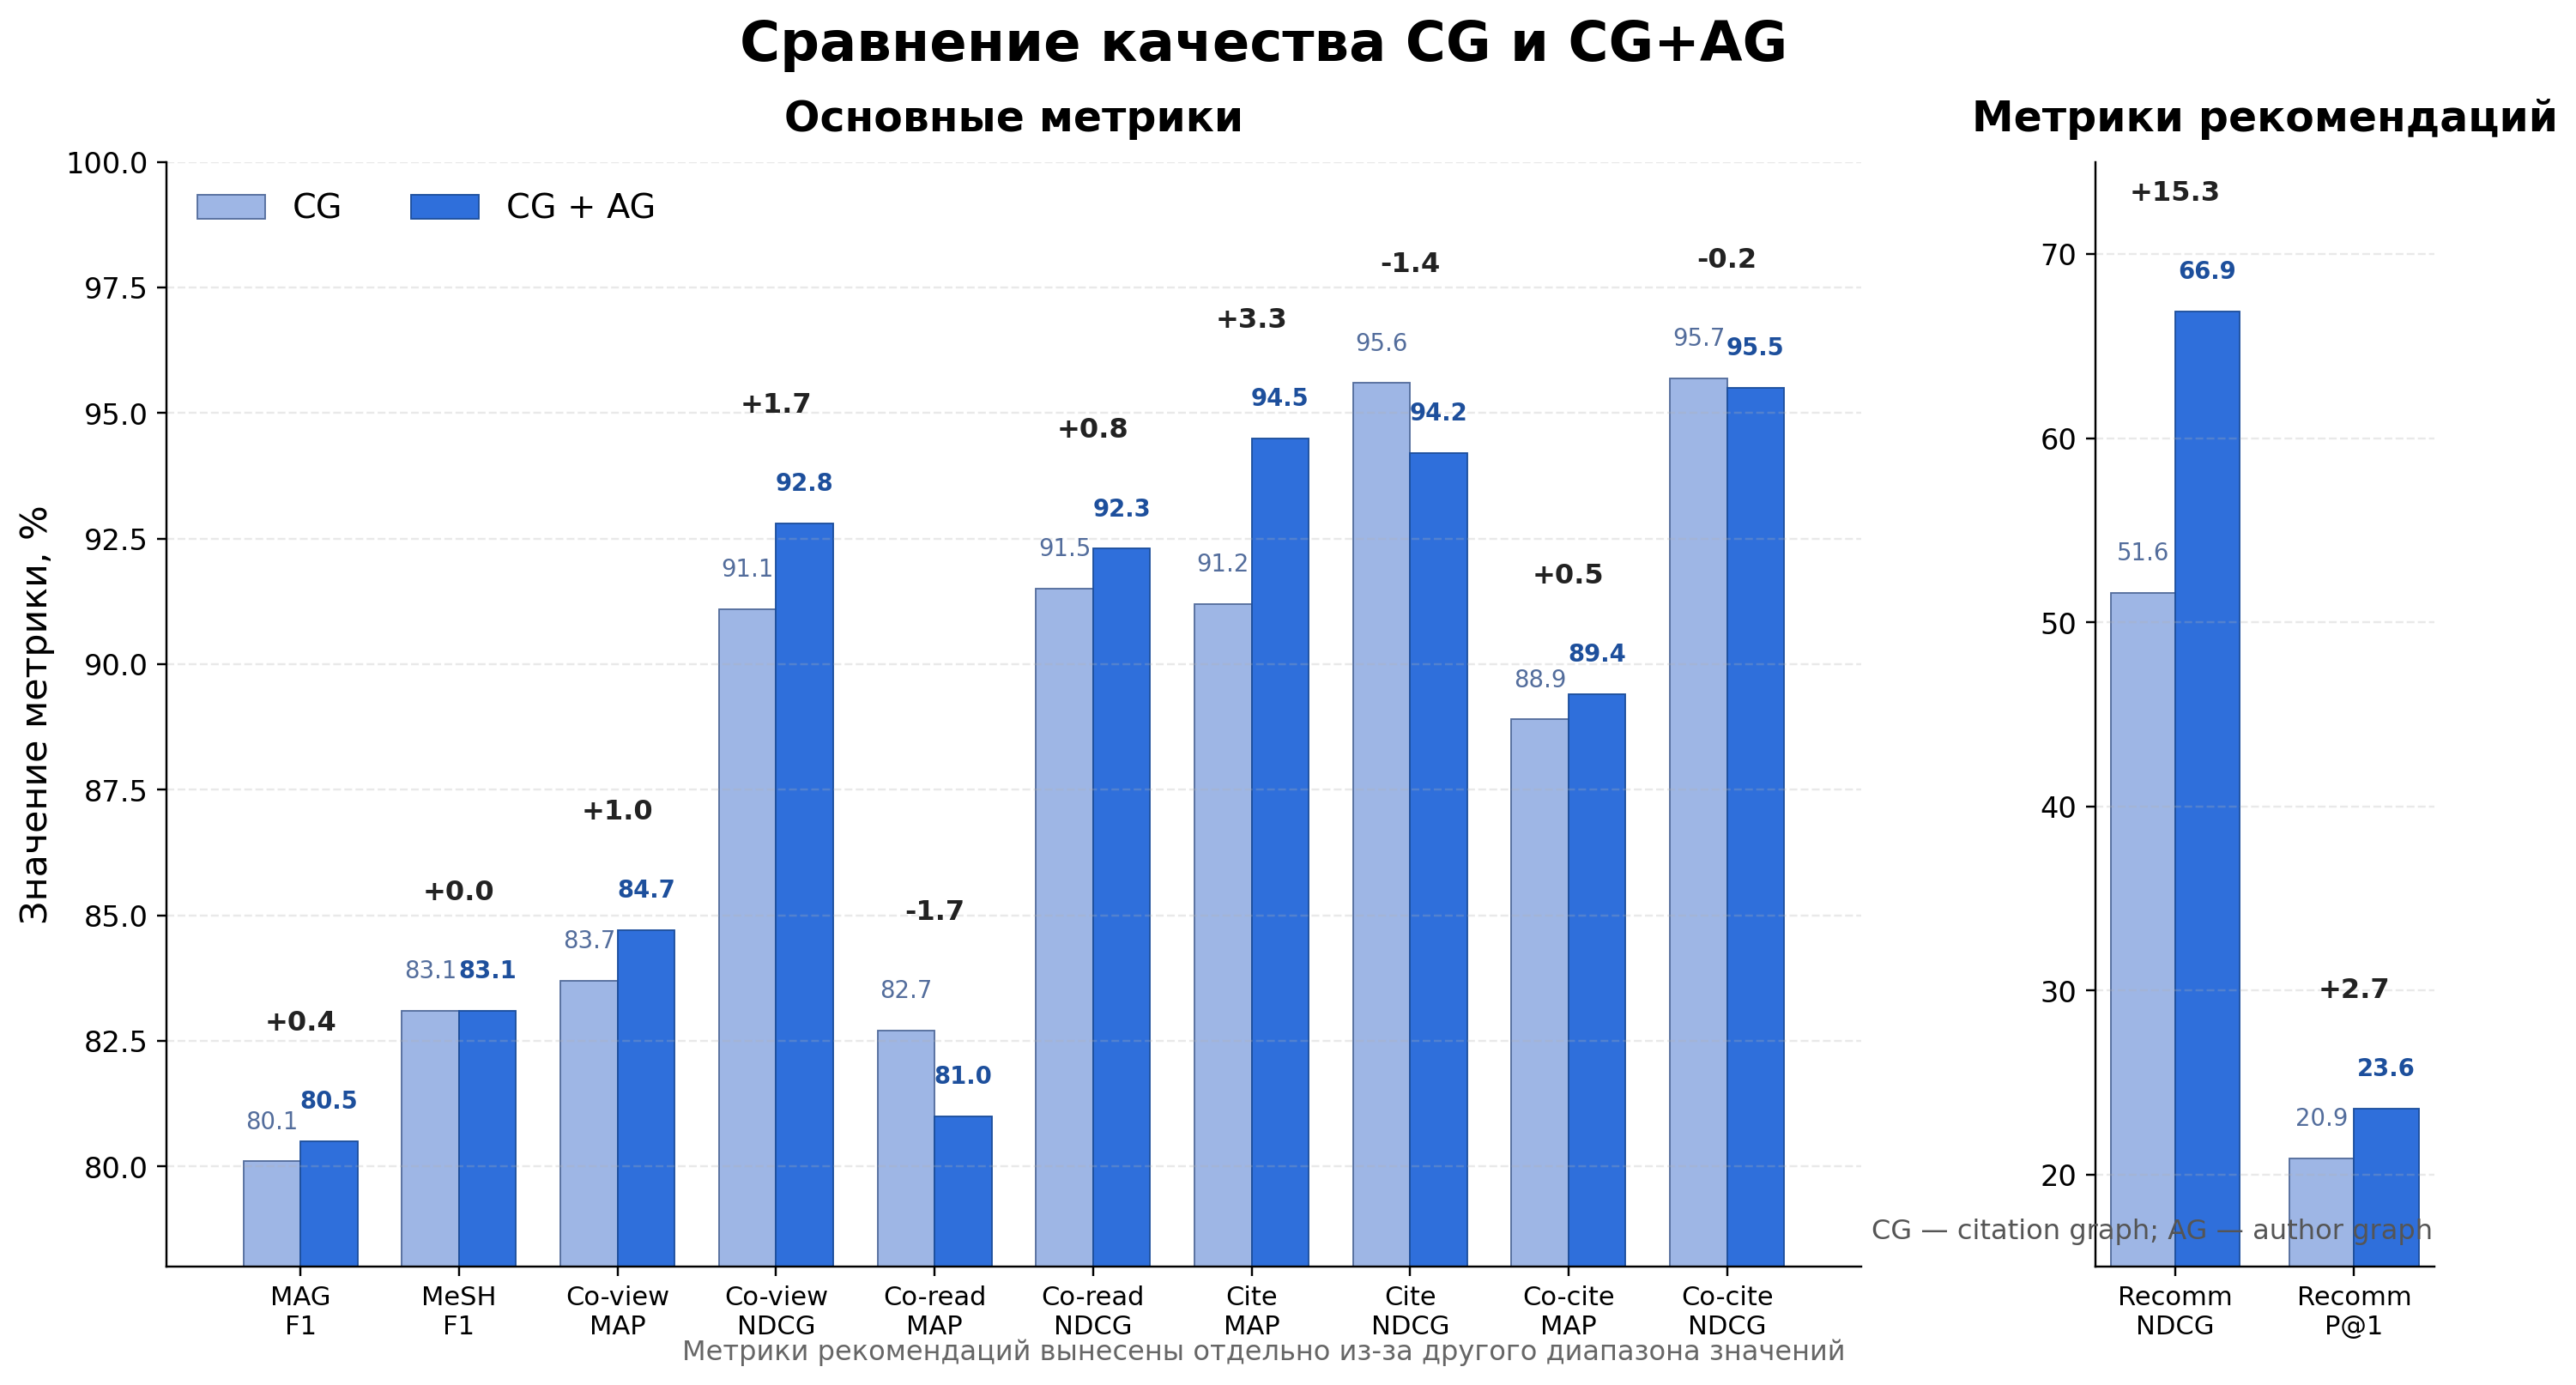 Сравнение качества CG и CG+AG
Основные метрики
Значение метрики, %
100.0
97.5
95.0
92.5
90.0
87.5
85.0
82.5
80.0
CG
CG + AG
+0.4
80.1
80.5
+0.0
83.1
83.1
+1.0
83.7
84.7
+1.7
91.1
92.8
-1.7
82.7
81.0
+0.8
91.5
92.3
+3.3
91.2
94.5
-1.4
95.6
94.2
+0.5
88.9
89.4
-0.2
95.7
95.5
MAG
F1
MeSH
F1
Co-view
MAP
Co-view
NDCG
Co-read
MAP
Co-read
NDCG
Cite
MAP
Cite
NDCG
Co-cite
MAP
Co-cite
NDCG
Метрики рекомендаций
70
60
50
40
30
20
+15.3
51.6
66.9
+2.7
20.9
23.6
CG — citation graph; AG — author graph
Recomm
NDCG
Recomm
P@1
Метрики рекомендаций вынесены отдельно из-за другого диапазона значений